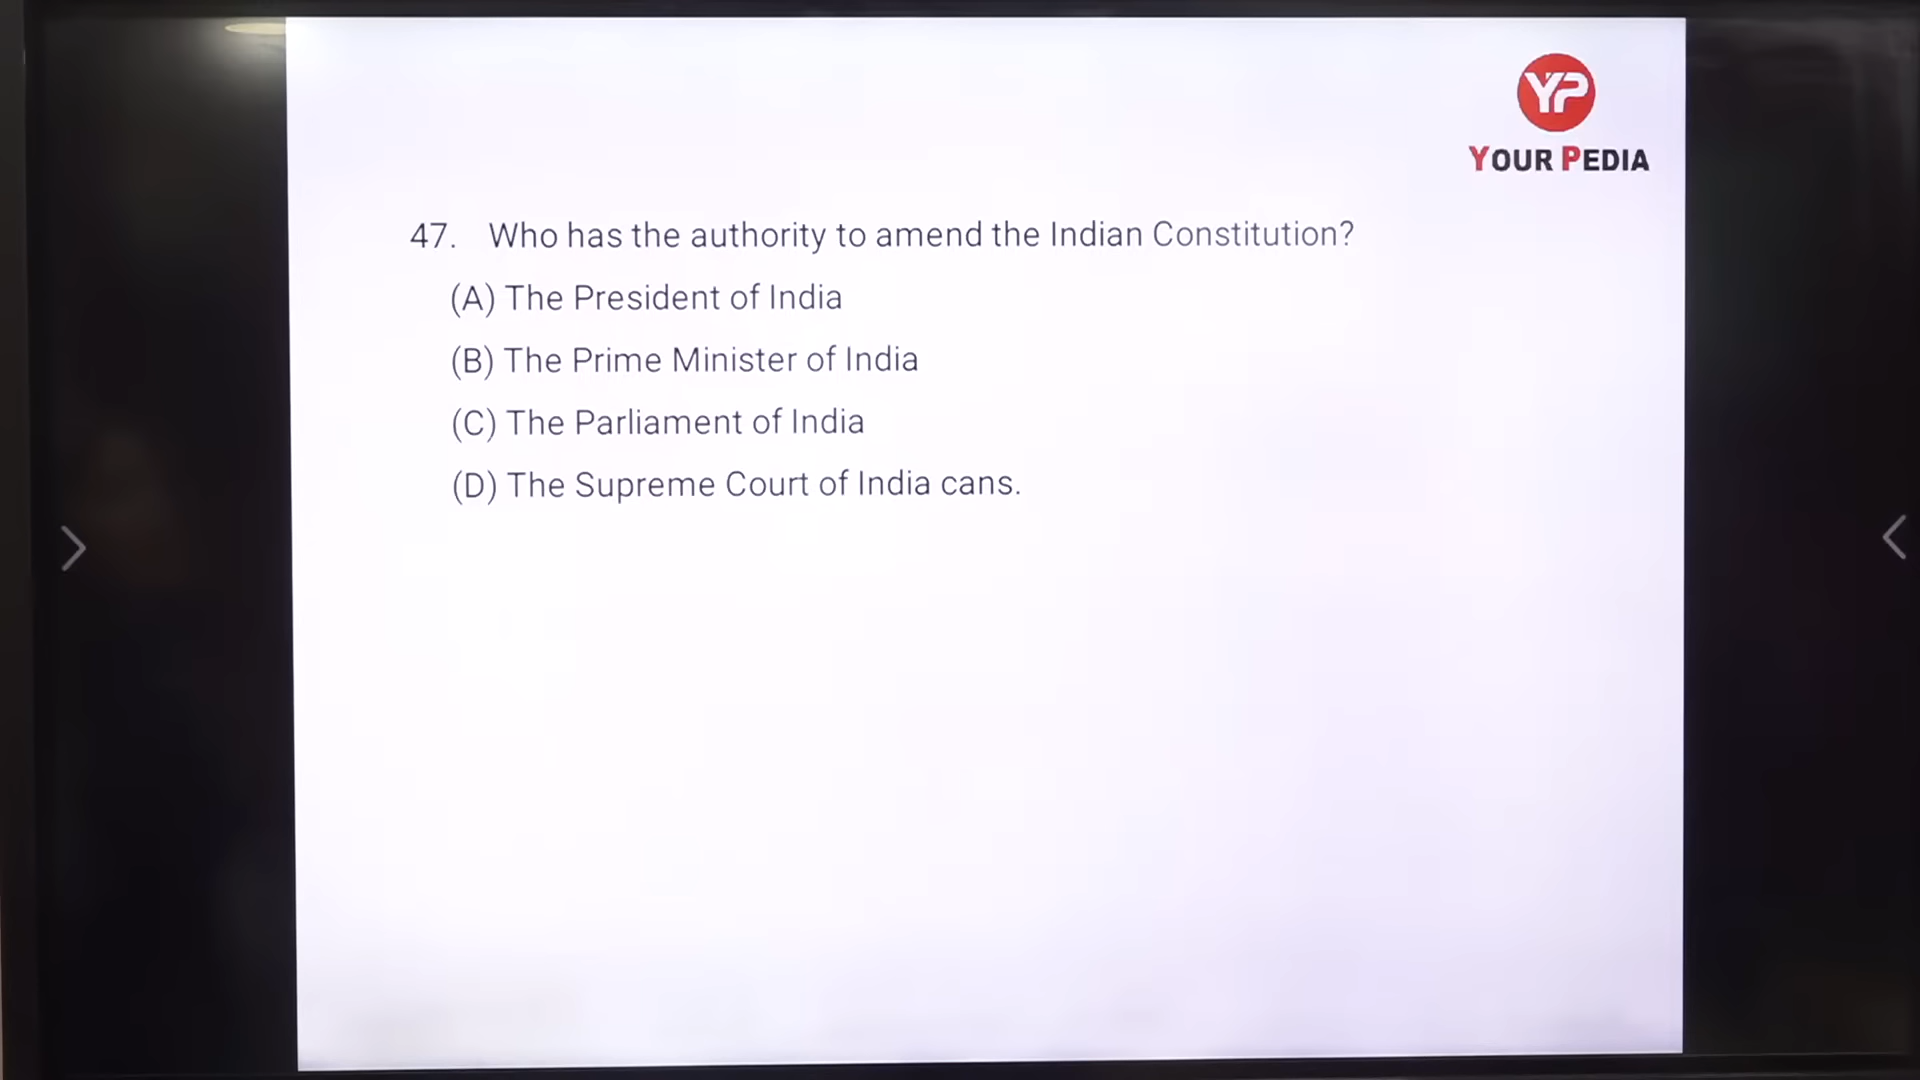 YP
YOUR PEDIA
47. Who has the authority to amend the Indian Constitution?
(A) The President of India
(B) The Prime Minister of India
(C) The Parliament of India
(D) The Supreme Court of India cans.